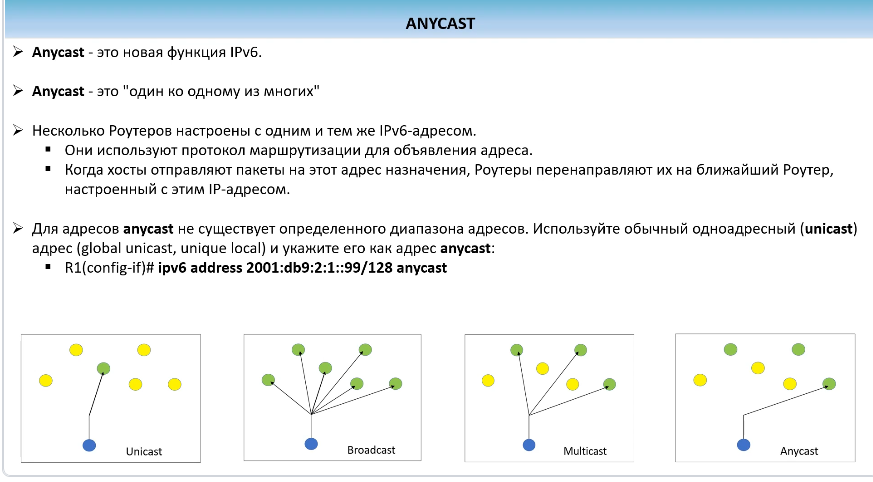 ANYCAST
➢ Anycast - это новая функция IPv6.
➢ Anycast - это "один ко одному из многих"
➢ Несколько Роутеров настроены с одним и тем же IPv6-адресом.
▪ Они используют протокол маршрутизации для объявления адреса.
▪ Когда хосты отправляют пакеты на этот адрес назначения, Роутеры перенаправляют их на ближайший Роутер,
настроенный с этим IP-адресом.
➢ Для адресов anycast не существует определенного диапазона адресов. Используйте обычный одноадресный (unicast)
адрес (global unicast, unique local) и укажите его как адрес anycast:
▪ R1(config-if)# ipv6 address 2001:db9:2:1::99/128 anycast
Unicast
Broadcast
Multicast
Anycast